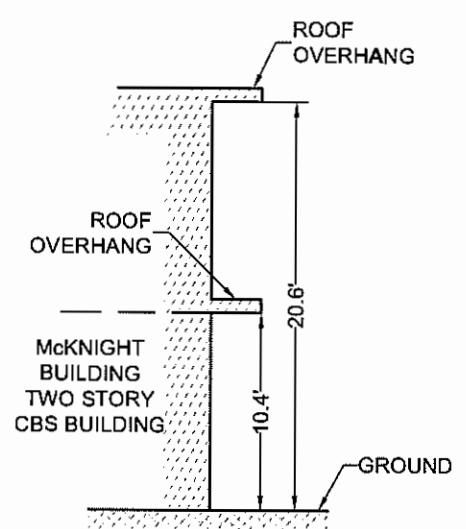 ROOF
OVERHANG
ROOF
OVERHANG
20.6'
10.4'
McKNIGHT
BUILDING
TWO STORY
CBS BUILDING
GROUND